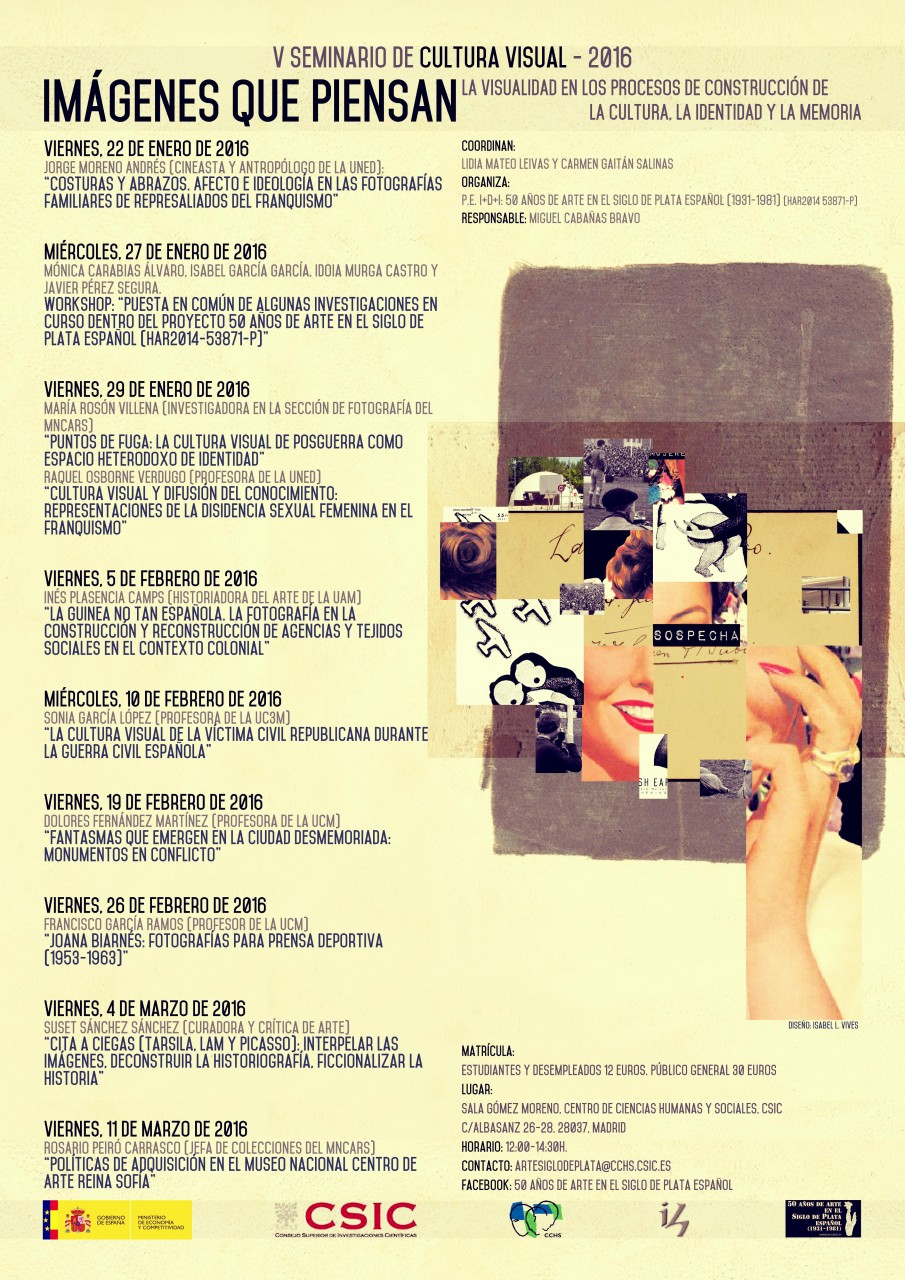 V SEMINARIO DE CULTURA VISUAL - 2016
IMÁGENES QUE PIENSAN
LA VISUALIDAD EN LOS PROCESOS DE CONSTRUCCIÓN DE
LA CULTURA, LA IDENTIDAD Y LA MEMORIA
VIERNES, 22 DE ENERO DE 2016
JORGE MORENO ANDRÉS (CINEASTA Y ANTROPÓLOGO DE LA UNED):
"COSTURAS Y ABRAZOS. AFECTO E IDEOLOGÍA EN LAS FOTOGRAFÍAS
FAMILIARES DE REPRESALIADOS DEL FRANQUISMO"
MIÉRCOLES, 27 DE ENERO DE 2016
MÓNICA CARABIAS ÁLVARO, ISABEL GARCÍA GARCÍA, IDOIA MURGA CASTRO Y
JAVIER PÉREZ SEGURA.
WORKSHOP: "PUESTA EN COMÚN DE ALGUNAS INVESTIGACIONES EN
CURSO DENTRO DEL PROYECTO 50 AÑOS DE ARTE EN EL SIGLO DE
PLATA ESPAÑOL (HAR2014-53871-P)"
VIERNES, 29 DE ENERO DE 2016
MARÍA ROSÓN VILLENA (INVESTIGADORA EN LA SECCIÓN DE FOTOGRAFÍA DEL
MNCARS)
"PUNTOS DE FUGA: LA CULTURA VISUAL DE POSGUERRA COMO
ESPACIO HETERODOXO DE IDENTIDAD"
RAQUEL OSBORNE VERDUGO (PROFESORA DE LA UNED)
"CULTURA VISUAL Y DIFUSIÓN DEL CONOCIMIENTO:
REPRESENTACIONES DE LA DISIDENCIA SEXUAL FEMENINA EN EL
FRANQUISMO"
VIERNES, 5 DE FEBRERO DE 2016
INÉS PLASENCIA CAMPS (HISTORIADORA DEL ARTE DE LA UAM)
"LA GUINEA NO TAN ESPAÑOLA. LA FOTOGRAFÍA EN LA
CONSTRUCCIÓN Y RECONSTRUCCIÓN DE AGENCIAS Y TEJIDOS
SOCIALES EN EL CONTEXTO COLONIAL"
MIÉRCOLES, 10 DE FEBRERO DE 2016
SONIA GARCÍA LÓPEZ (PROFESORA DE LA UC3M)
"LA CULTURA VISUAL DE LA VÍCTIMA CIVIL REPUBLICANA DURANTE
LA GUERRA CIVIL ESPAÑOLA"
VIERNES, 19 DE FEBRERO DE 2016
DOLORES FERNÁNDEZ MARTÍNEZ (PROFESORA DE LA UCM)
"FANTASMAS QUE EMERGEN EN LA CIUDAD DESMEMORIADA:
MONUMENTOS EN CONFLICTO"
VIERNES, 26 DE FEBRERO DE 2016
FRANCISCO GARCÍA RAMOS (PROFESOR DE LA UCM)
"JOANA BIARNÉS: FOTOGRAFÍAS PARA PRENSA DEPORTIVA
(1953-1963)"
VIERNES, 4 DE MARZO DE 2016
SUSET SÁNCHEZ SÁNCHEZ (CURADORA Y CRÍTICA DE ARTE)
"CITA A CIEGAS (TARSILA, LAM Y PICASSO): INTERPELAR LAS
IMÁGENES, DECONSTRUIR LA HISTORIOGRAFÍA, FICCIONALIZAR LA
HISTORIA"
VIERNES, 11 DE MARZO DE 2016
ROSARIO PEIRÓ CARRASCO (JEFA DE COLECCIONES DEL MNCARS)
"POLÍTICAS DE ADQUISICIÓN EN EL MUSEO NACIONAL CENTRO DE
ARTE REINA SOFÍA"
COORDINAN:
LIDIA MATEO LEIVAS Y CARMEN GAITÁN SALINAS
ORGANIZA:
P.E. I+D+I: 50 AÑOS DE ARTE EN EL SIGLO DE PLATA ESPAÑOL (1931-1981) (HAR2014 53871-P)
RESPONSABLE: MIGUEL CABAÑAS BRAVO
La
SOSPECHA
SH EAR
DISEÑO: ISABEL L. VIVES
MATRÍCULA:
ESTUDIANTES Y DESEMPLEADOS 12 EUROS. PÚBLICO GENERAL 30 EUROS
LUGAR:
SALA GÓMEZ MORENO, CENTRO DE CIENCIAS HUMANAS Y SOCIALES, CSIC
C/ALBASANZ 26-28, 28037, MADRID
HORARIO: 12:00-14:30H.
CONTACTO: ARTESIGLODEPLATA@CCHS.CSIC.ES
FACEBOOK: 50 AÑOS DE ARTE EN EL SIGLO DE PLATA ESPAÑOL
GOBIERNO
DE ESPAÑA
MINISTERIO
DE ECONOMÍA
Y COMPETITIVIDAD
CSIC
CONSEJO SUPERIOR DE INVESTIGACIONES CIENTÍFICAS
CCHS
50 AÑOS DE ARTE
EN EL
SIGLO DE PLATA
ESPAÑOL
(1931-1981)